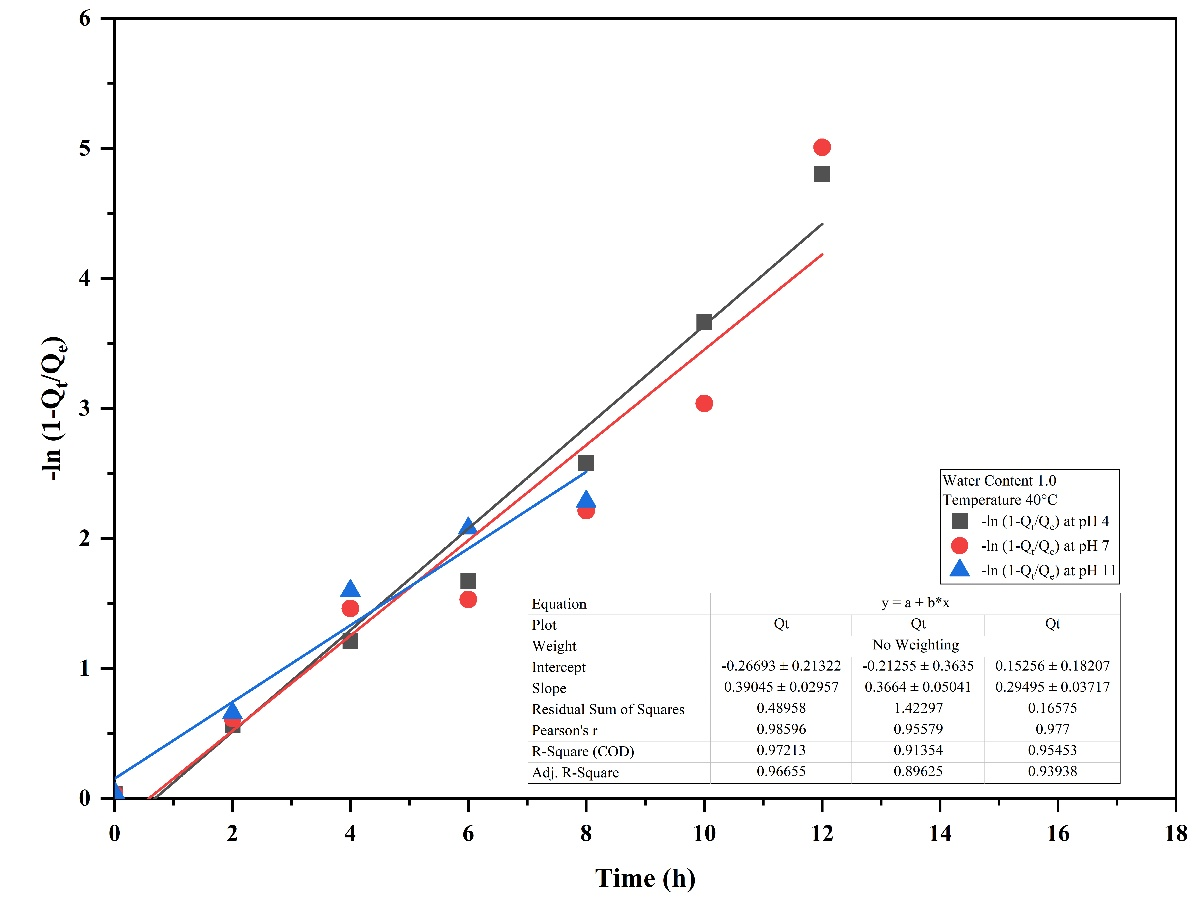 6
5
4
3
2
1
0
-ln (1-Qt/Qe)
0 2 4 6 8 10 12 14 16 18
Time (h)
Water Content 1.0
Temperature 40°C
-ln (1-Qt/Qe) at pH 4
-ln (1-Qt/Qe) at pH 7
-ln (1-Qt/Qe) at pH 11
Equation y = a + b*x
Plot Qt Qt Qt
Weight No Weighting
Intercept -0.26693 ± 0.21322 -0.21255 ± 0.3635 0.15256 ± 0.18207
Slope 0.39045 ± 0.02957 0.3664 ± 0.05041 0.29495 ± 0.03717
Residual Sum of Squares 0.48958 1.42297 0.16575
Pearson's r 0.98596 0.95579 0.977
R-Square (COD) 0.97213 0.91354 0.95453
Adj. R-Square 0.96655 0.89625 0.93938